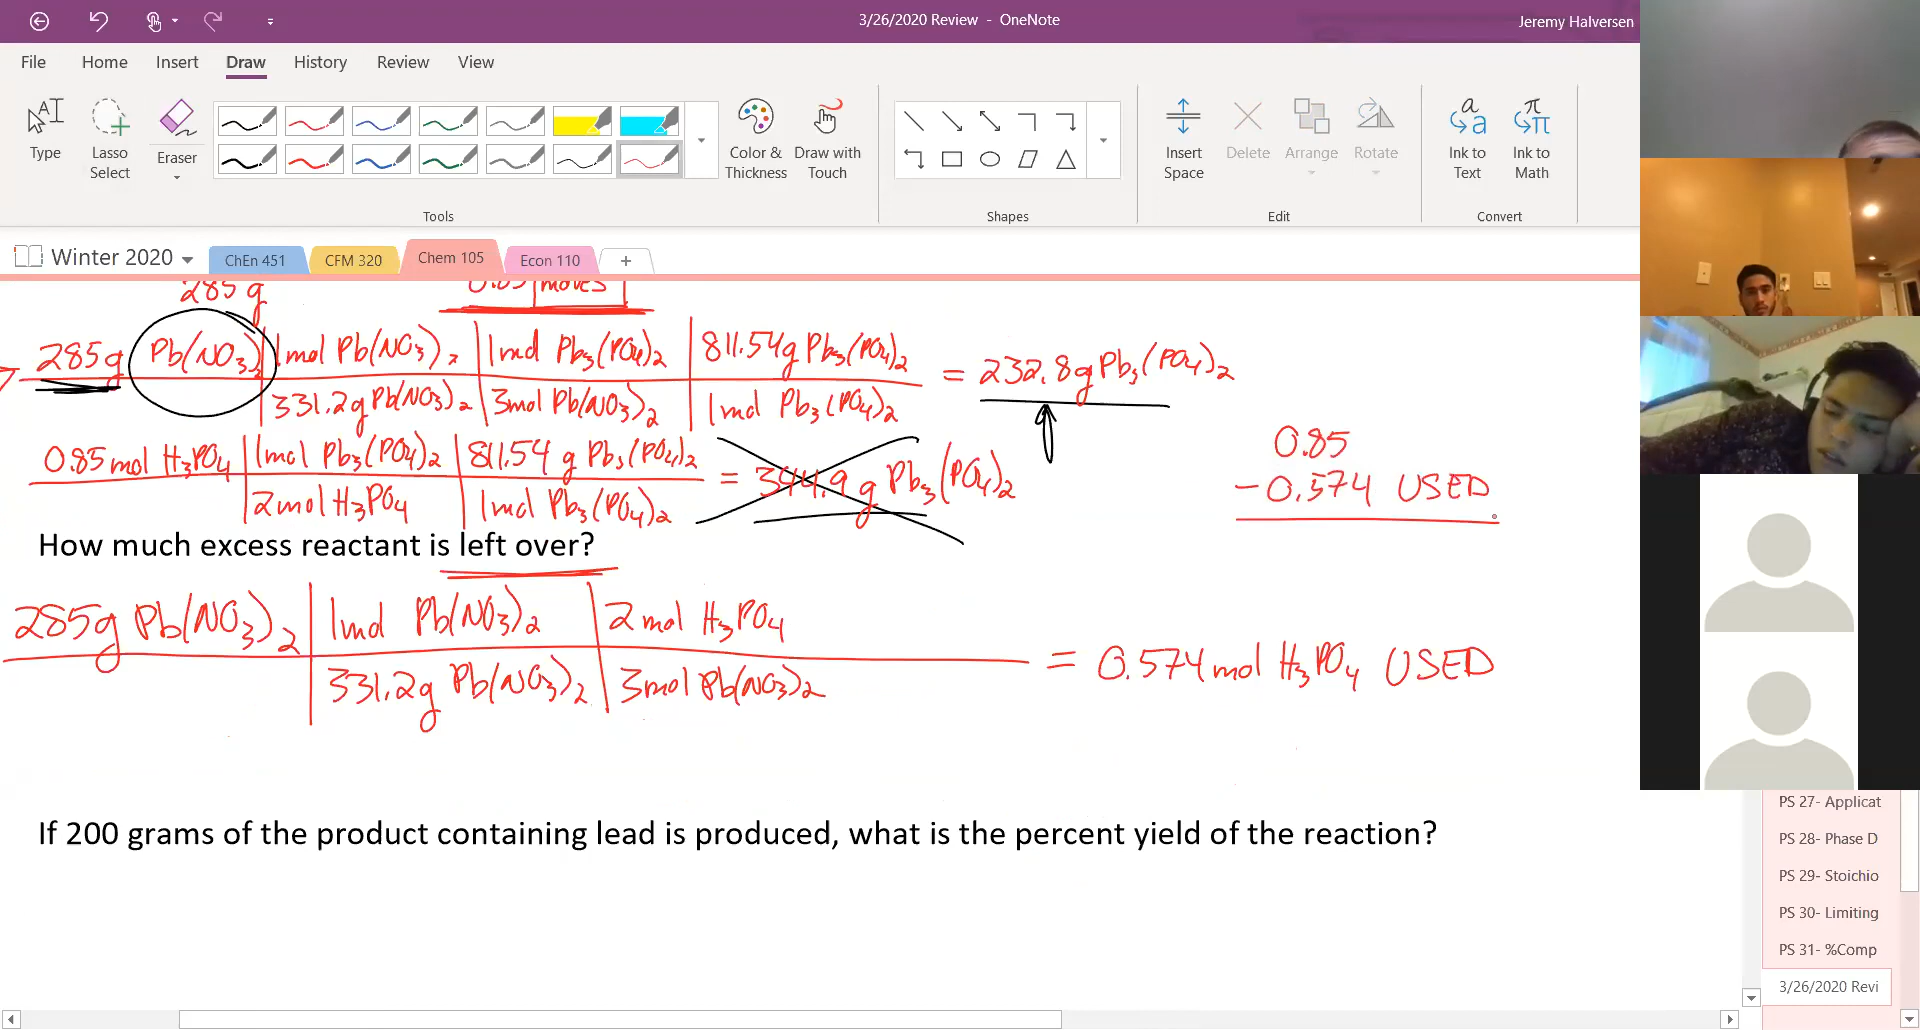 3/26/2020 Review - OneNote
Jeremy Halversen
File Home Insert Draw History Review View
Type
Lasso Select
Eraser
Color & Thickness
Draw with Touch
Insert Space
Delete
Arrange
Rotate
Ink to Text
Ink to Math
Tools
Shapes
Edit
Convert
Winter 2020
ChEn 451
CFM 320
Chem 105
Econ 110
285 g
0.85 moles
285g Pb(NO₃)₂ 1mol Pb(NO₃)₂ 1mol Pb₃(PO₄)₂ 811.54g Pb₃(PO₄)₂
= 232.8g Pb₃(PO₄)₂
331.2g Pb(NO₃)₂ 3mol Pb(NO₃)₂ 1mol Pb₃(PO₄)₂
0.85 mol H₃PO₄ 1mol Pb₃(PO₄)₂ 811.54 g Pb₃(PO₄)₂
= 344.9 g Pb₃(PO₄)₂
2mol H₃PO₄ 1mol Pb₃(PO₄)₂
0.85
-0.574 USED
How much excess reactant is left over?
285g Pb(NO₃)₂ 1mol Pb(NO₃)₂ 2mol H₃PO₄
= 0.574mol H₃PO₄ USED
331.2g Pb(NO₃)₂ 3mol Pb(NO₃)₂
If 200 grams of the product containing lead is produced, what is the percent yield of the reaction?
PS 27- Applicat
PS 28- Phase D
PS 29- Stoichio
PS 30- Limiting
PS 31- %Comp
3/26/2020 Revi